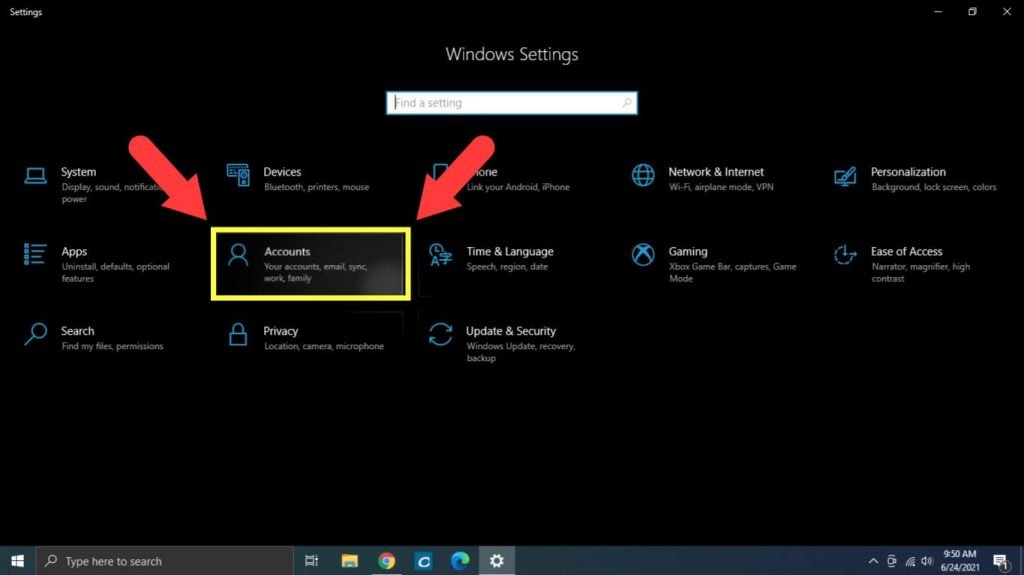 Settings
Windows Settings
Find a setting
System
Display, sound,
power
Devices
Bluetooth, printers, mouse
Phone
Link your Android, iPhone
Network & Internet
Wi-Fi, airplane mode, VPN
Personalization
Background, lock screen, colors
Apps
Uninstall, defaults, optional
features
Accounts
Your accounts, email, sync,
work, family
Time & Language
Speech, region, date
Gaming
Xbox Game Bar, captures, Game
Mode
Ease of Access
Narrator, magnifier, high
contrast
Search
Find my files, permissions
Privacy
Location, camera, microphone
Update & Security
Windows Update, recovery,
backup
Type here to search
9:50 AM
6/24/2021
1